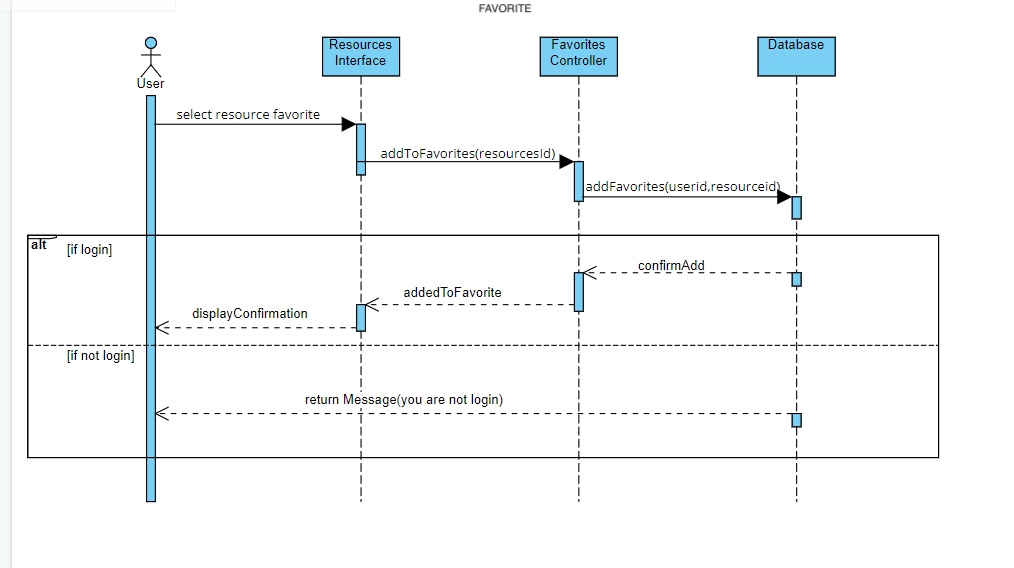 FAVORITE
Resources
Interface
Favorites
Controller
Database
User
select resource favorite
addToFavorites(resourcesId)
addFavorites(userid,resourceid)
alt
[if login]
confirmAdd
addedToFavorite
displayConfirmation
[if not login]
return Message(you are not login)